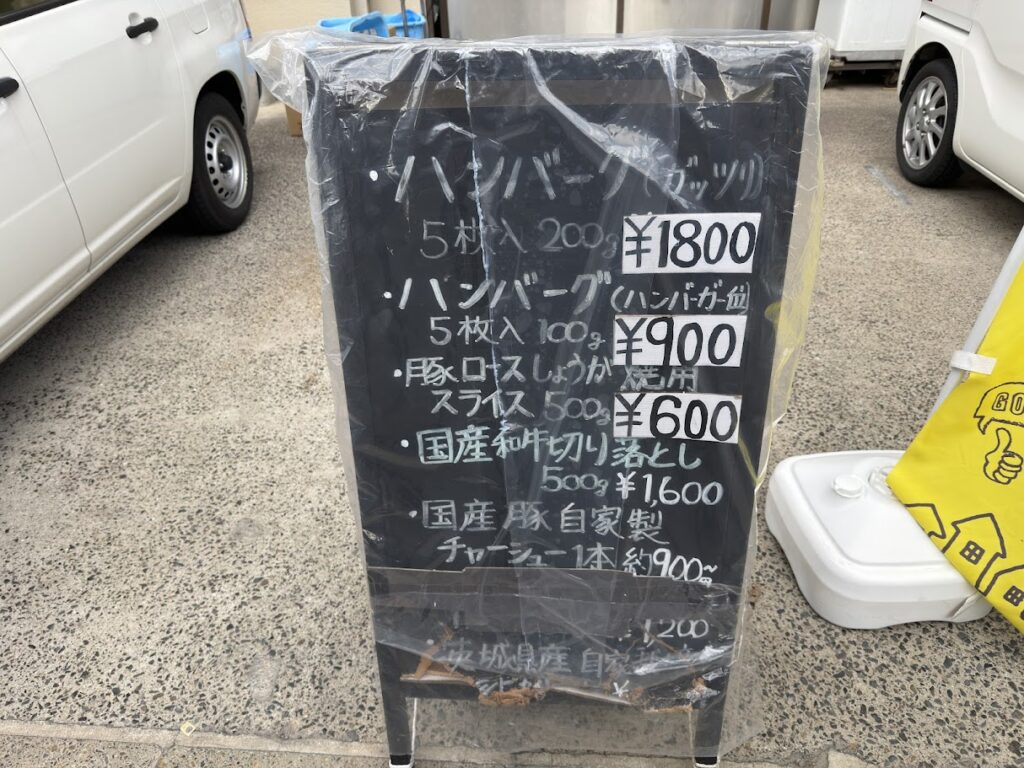 ・ハンバーグ(ガッツリ)
5枚入 200g ¥1800
・ハンバーグ(ハンバーガー位)
5枚入 100g ¥900
・豚ロースしょうが焼用
スライス 500g ¥600
・国産和牛切り落とし
500g ¥1,600
・国産豚自家製
チャーシュー1本 約900~円
1,200
城県産 自家
GO